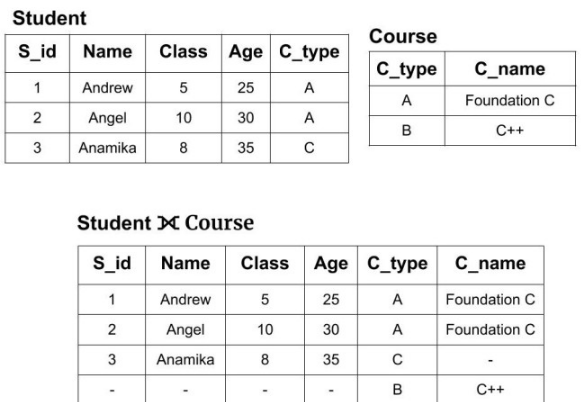 Student
S_id Name Class Age C_type
1 Andrew 5 25 A
2 Angel 10 30 A
3 Anamika 8 35 C
Course
C_type C_name
A Foundation C
B C++
Student ⟗ Course
S_id Name Class Age C_type C_name
1 Andrew 5 25 A Foundation C
2 Angel 10 30 A Foundation C
3 Anamika 8 35 C -
- - - - B C++